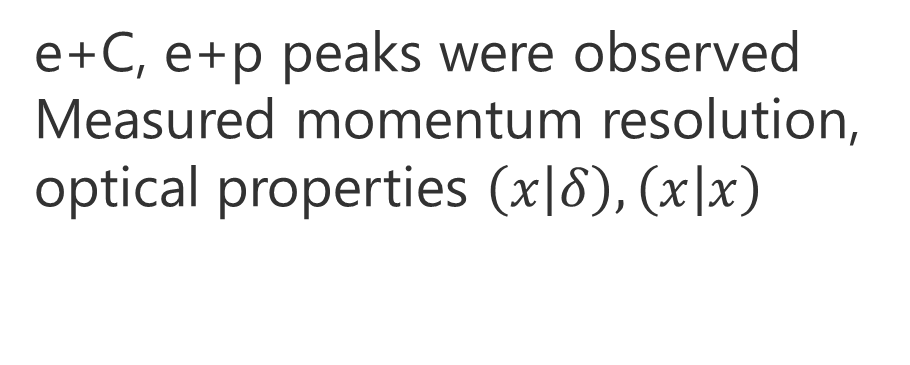 e+C, e+p peaks were observed
Measured momentum resolution,
optical properties (𝑥|𝛿), (𝑥|𝑥)